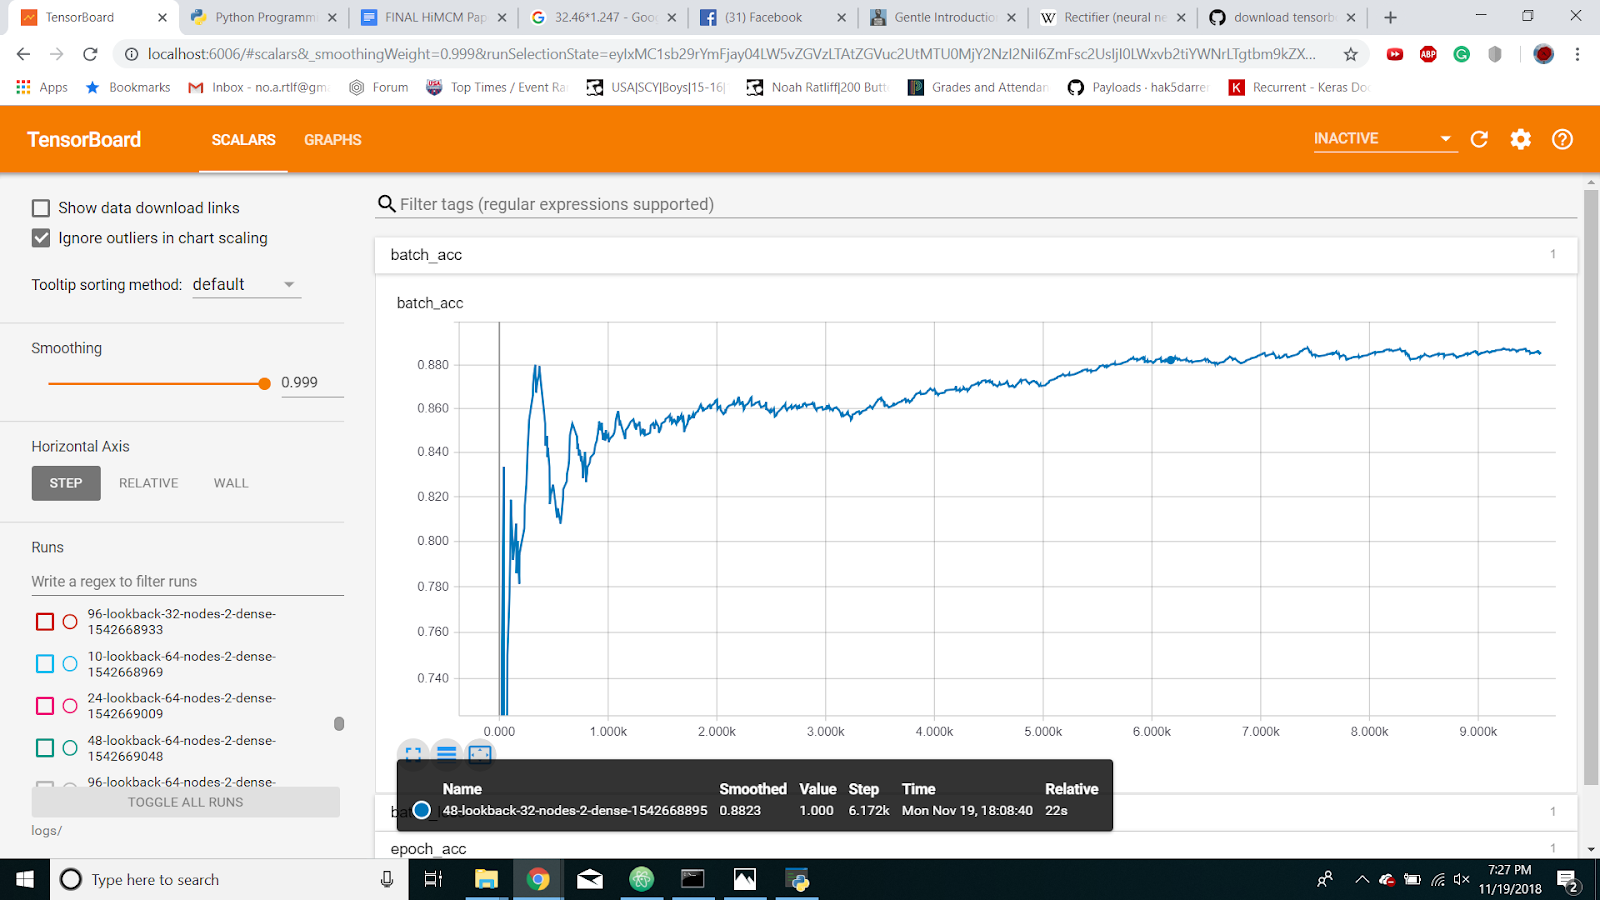 TensorBoard
Python Programmi
FINAL HiMCM Pap
32.46*1.247 - Goo
(31) Facebook
Gentle Introductio
Rectifier (neural ne
download tensorb
localhost:6006/#scalars&_smoothingWeight=0.999&runSelectionState=
Apps
Bookmarks
Inbox - no.a.rtlf@gm
Forum
Top Times / Event Ra
USA|SCY|Boys|15-16|
Noah Ratliff|200 Butt
Grades and Attendan
Payloads · hak5darren
Recurrent - Keras Do
TensorBoard
SCALARS
GRAPHS
INACTIVE
Show data download links
Ignore outliers in chart scaling
Tooltip sorting method: default
Smoothing
0.999
Horizontal Axis
STEP RELATIVE WALL
Runs
Write a regex to filter runs
96-lookback-32-nodes-2-dense-
1542668933
10-lookback-64-nodes-2-dense-
1542668969
24-lookback-64-nodes-2-dense-
1542669009
48-lookback-64-nodes-2-dense-
1542669048
96-lookback-64-nodes-2-dense-
TOGGLE ALL RUNS
logs/
Filter tags (regular expressions supported)
batch_acc 1
batch_acc
0.880
0.860
0.840
0.820
0.800
0.780
0.760
0.740
0.000 1.000k 2.000k 3.000k 4.000k 5.000k 6.000k 7.000k 8.000k 9.000k
Name Smoothed Value Step Time Relative
48-lookback-32-nodes-2-dense-1542668895 0.8823 1.000 6.172k Mon Nov 19, 18:08:40 22s
1
epoch_acc 1
Type here to search
7:27 PM
11/19/2018
2